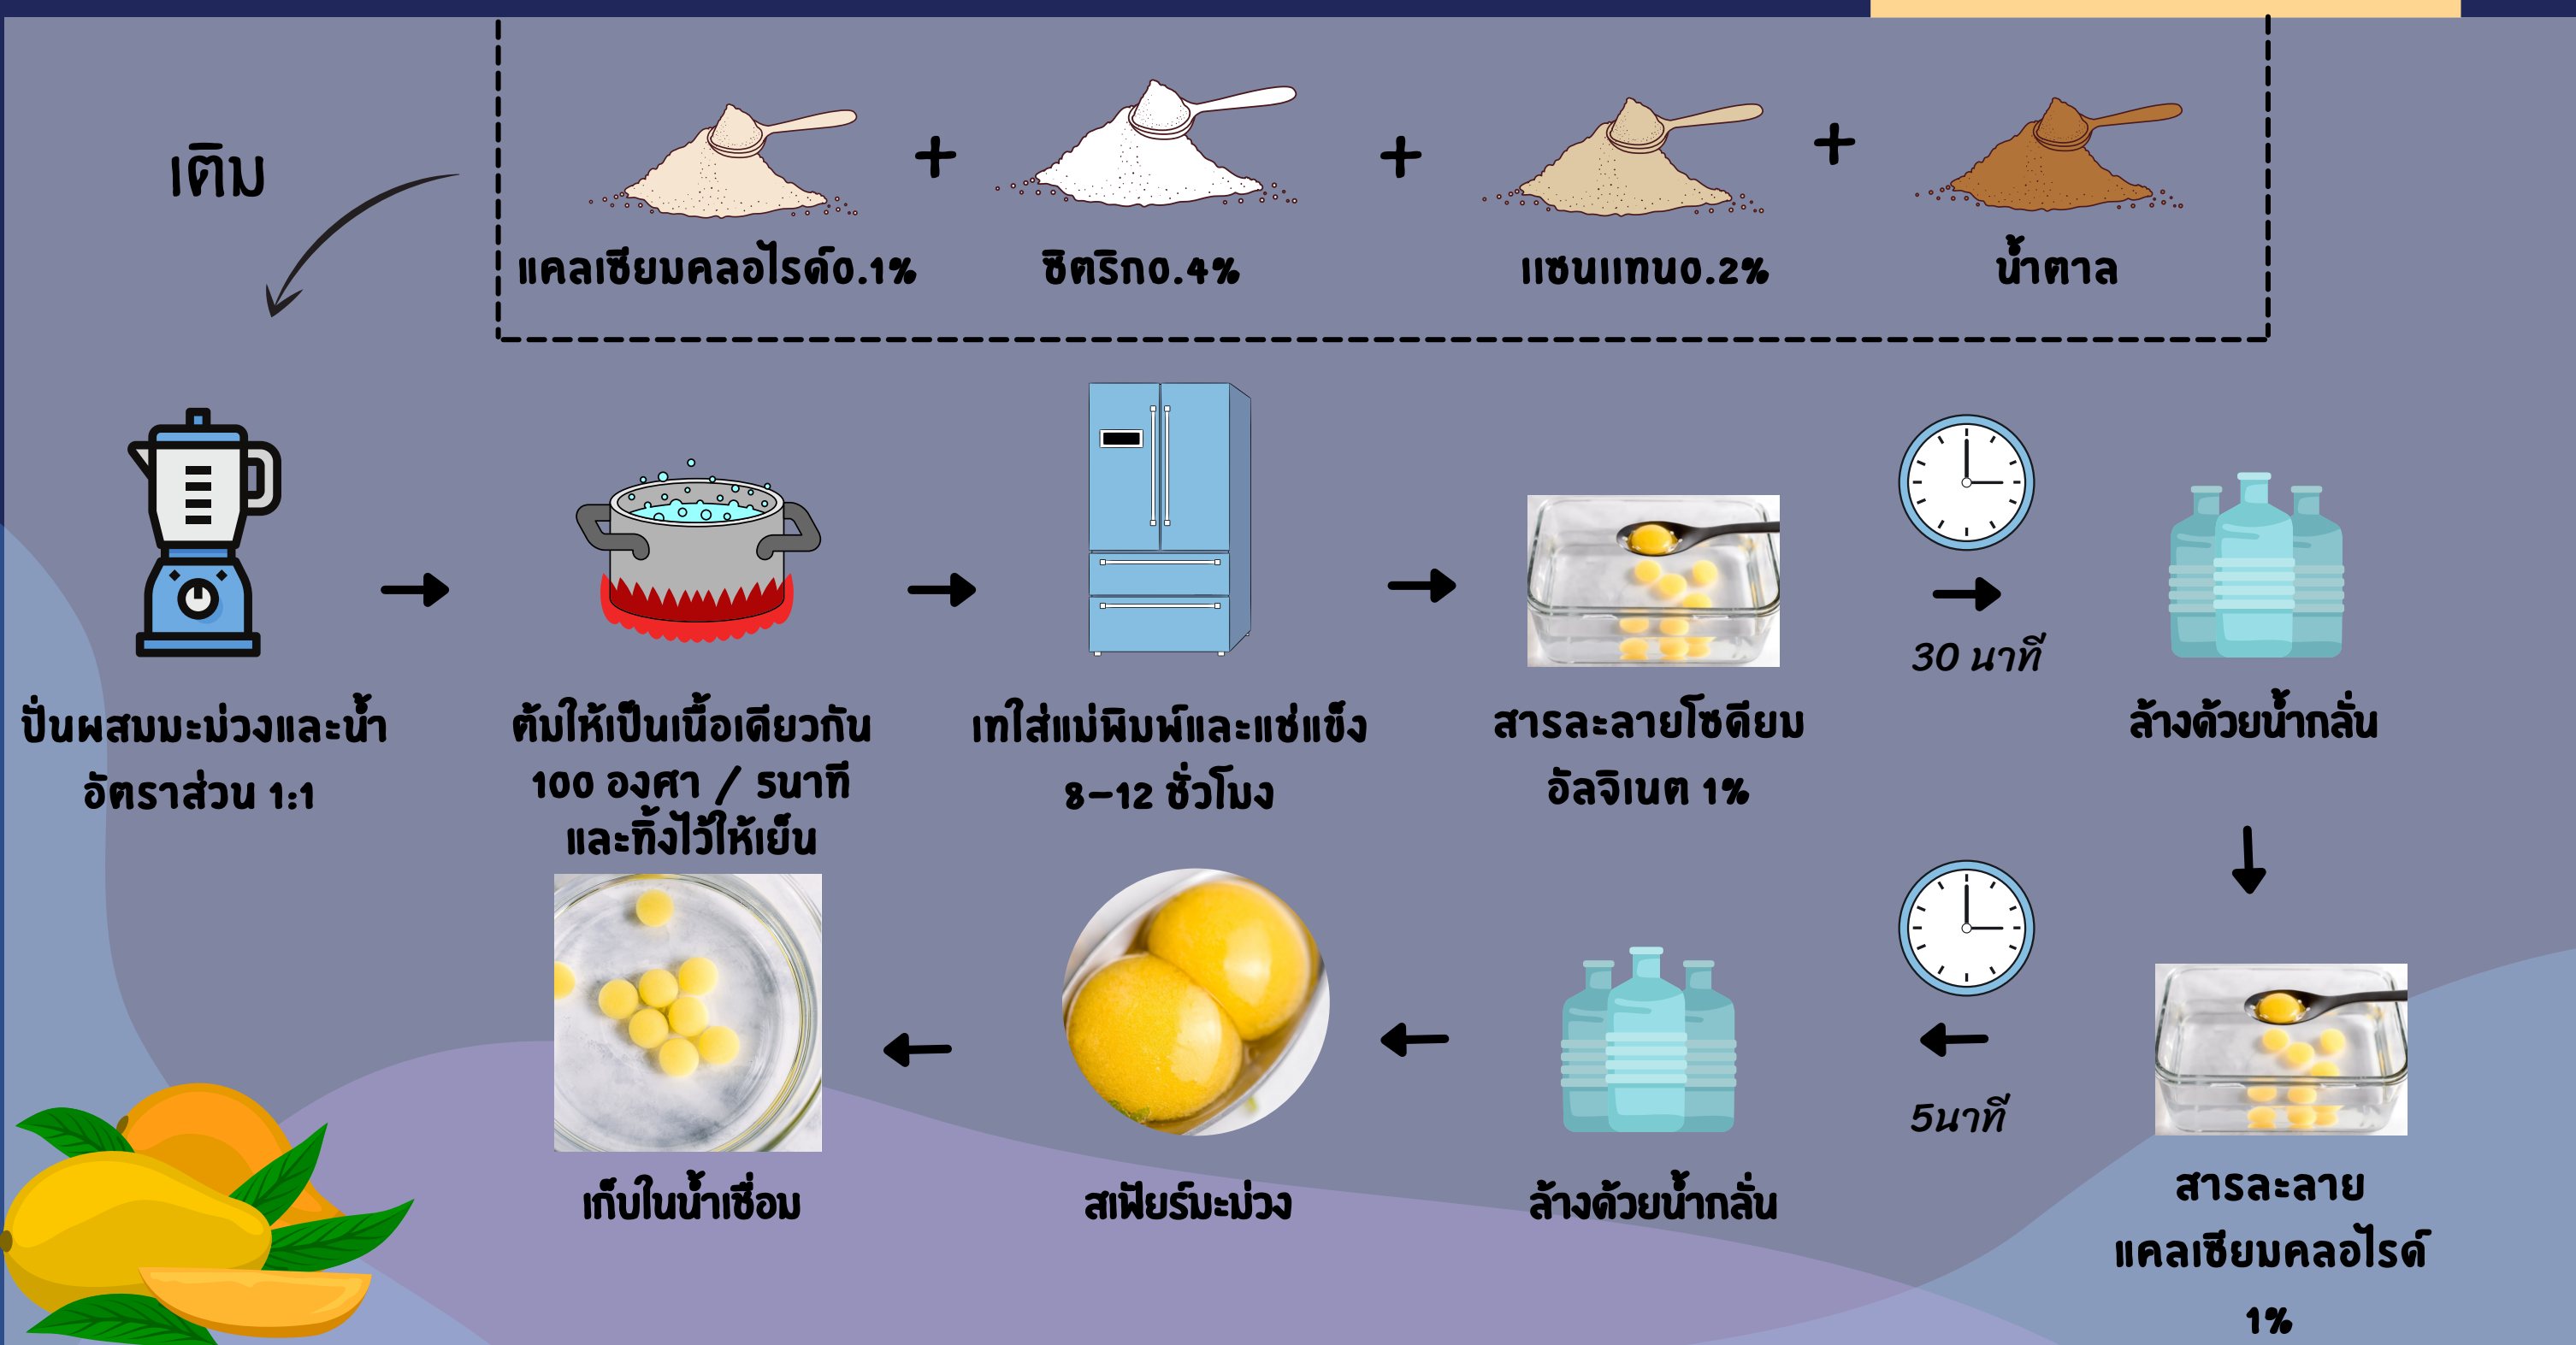 เติม
แคลเซียมคลอไรด์0.1%
ซิตริก0.4%
แซนแทน0.2%
น้ำตาล
ปั่นผสมมะม่วงและน้ำ
อัตราส่วน 1:1
ต้มให้เป็นเนื้อเดียวกัน
100 องศา / 5นาที
และทิ้งไว้ให้เย็น
เทใส่แม่พิมพ์และแช่แข็ง
8-12 ชั่วโมง
สารละลายโซดียม
อัลจิเนต 1%
30 นาที
ล้างด้วยน้ำกลั่น
สารละลาย
แคลเซียมคลอไรด์
1%
5นาที
ล้างด้วยน้ำกลั่น
สเฟียร์มะม่วง
เก็บในน้ำเชื่อม